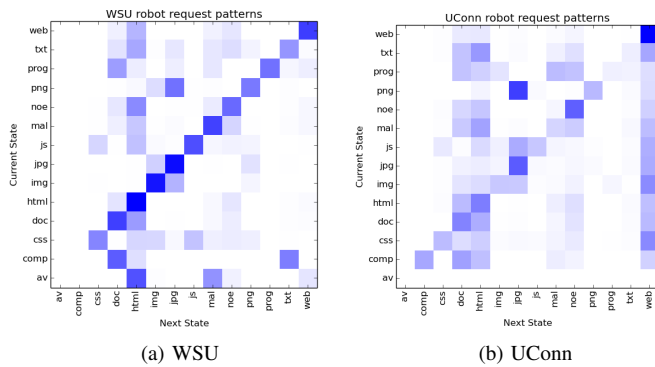 WSU robot request patterns
web
txt
prog
png
noe
mal
js
jpg
img
html
doc
css
comp
av
Current State
av comp css doc html img jpg js mal noe png prog txt web
Next State
(a) WSU
UConn robot request patterns
web
txt
prog
png
noe
mal
js
jpg
img
html
doc
css
comp
av
Current State
av comp css doc html img jpg js mal noe png prog txt web
Next State
(b) UConn